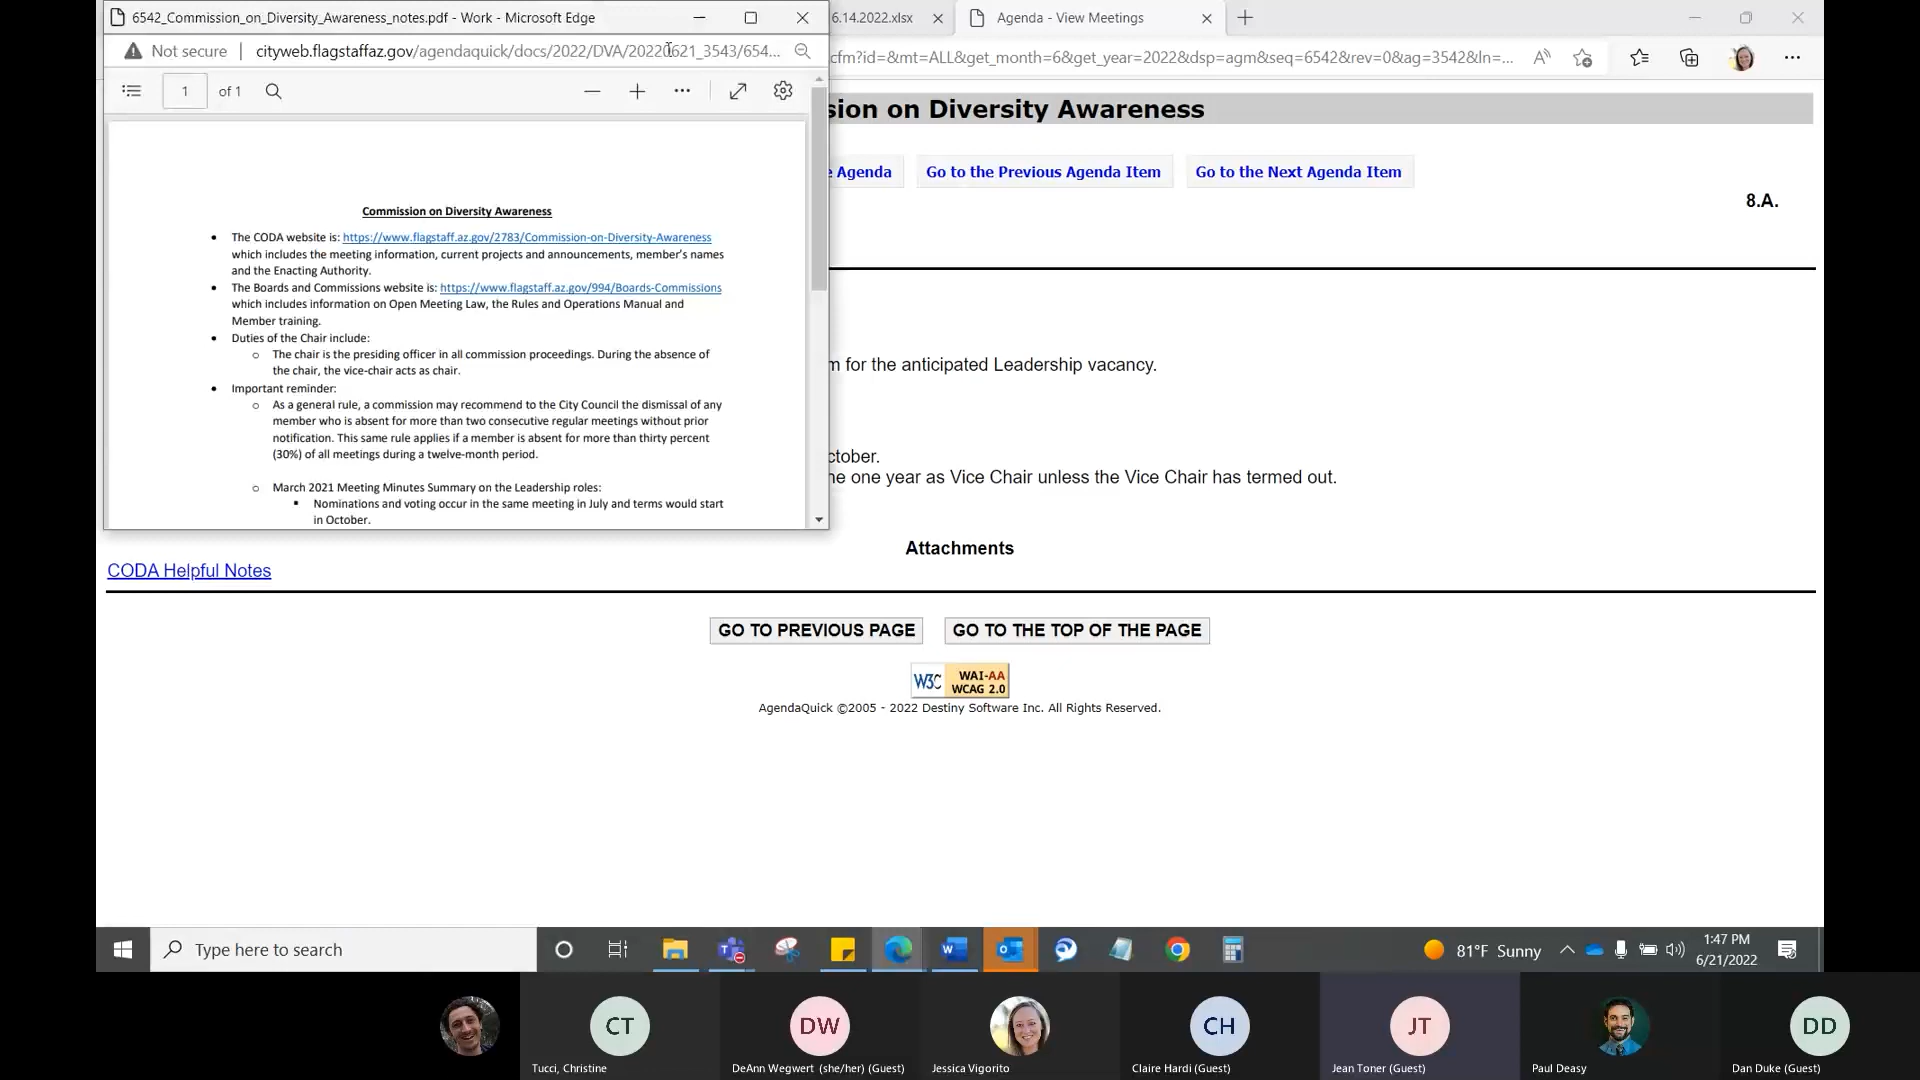 6542_Commission_on_Diversity_Awareness_notes.pdf - Work - Microsoft Edge
6.14.2022.xlsx
Agenda - View Meetings
Not secure
cityweb.flagstaffaz.gov/agendaquick/docs/2022/DVA/20220621_3543/654...
cfm?id=&mt=ALL&get_month=6&get_year=2022&dsp=agm&seq=6542&rev=0&ag=3542&ln=...
1 of 1
sion on Diversity Awareness
e Agenda
Go to the Previous Agenda Item
Go to the Next Agenda Item
8.A.
Commission on Diversity Awareness
• The CODA website is: https://www.flagstaff.az.gov/2783/Commission-on-Diversity-Awareness
which includes the meeting information, current projects and announcements, member's names
and the Enacting Authority.
• The Boards and Commissions website is: https://www.flagstaff.az.gov/994/Boards-Commissions
which includes information on Open Meeting Law, the Rules and Operations Manual and
Member training.
• Duties of the Chair include:
o The chair is the presiding officer in all commission proceedings. During the absence of
the chair, the vice-chair acts as chair.
• Important reminder:
o As a general rule, a commission may recommend to the City Council the dismissal of any
member who is absent for more than two consecutive regular meetings without prior
notification. This same rule applies if a member is absent for more than thirty percent
(30%) of all meetings during a twelve-month period.
o March 2021 Meeting Minutes Summary on the Leadership roles:
▪ Nominations and voting occur in the same meeting in July and terms would start
in October.
m for the anticipated Leadership vacancy.
ctober.
he one year as Vice Chair unless the Vice Chair has termed out.
Attachments
CODA Helpful Notes
GO TO PREVIOUS PAGE
GO TO THE TOP OF THE PAGE
W3C WAI-AA
WCAG 2.0
AgendaQuick ©2005 - 2022 Destiny Software Inc. All Rights Reserved.
Type here to search
81°F Sunny
1:47 PM
6/21/2022
CT
DW
CH
JT
DD
Tucci, Christine
DeAnn Wegwert (she/her) (Guest)
Jessica Vigorito
Claire Hardi (Guest)
Jean Toner (Guest)
Paul Deasy
Dan Duke (Guest)